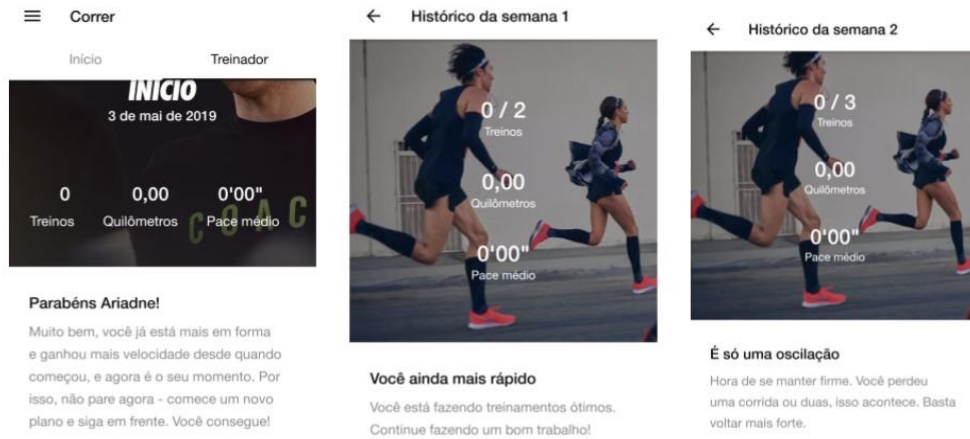 Correr
Início
Treinador
INÍCIO
3 de mai de 2019
0
0,00
0'00"
Treinos
Quilômetros
Pace médio
COAC
Parabéns Ariadne!
Muito bem, você já está mais em forma
e ganhou mais velocidade desde quando
começou, e agora é o seu momento. Por
isso, não pare agora - comece um novo
plano e siga em frente. Você consegue!
Histórico da semana 1
0 / 2
Treinos
0,00
Quilômetros
0'00"
Pace médio
Você ainda mais rápido
Você está fazendo treinamentos ótimos.
Continue fazendo um bom trabalho!
Histórico da semana 2
0 / 3
Treinos
0,00
Quilômetros
0'00"
Pace médio
É só uma oscilação
Hora de se manter firme. Você perdeu
uma corrida ou duas, isso acontece. Basta
voltar mais forte.